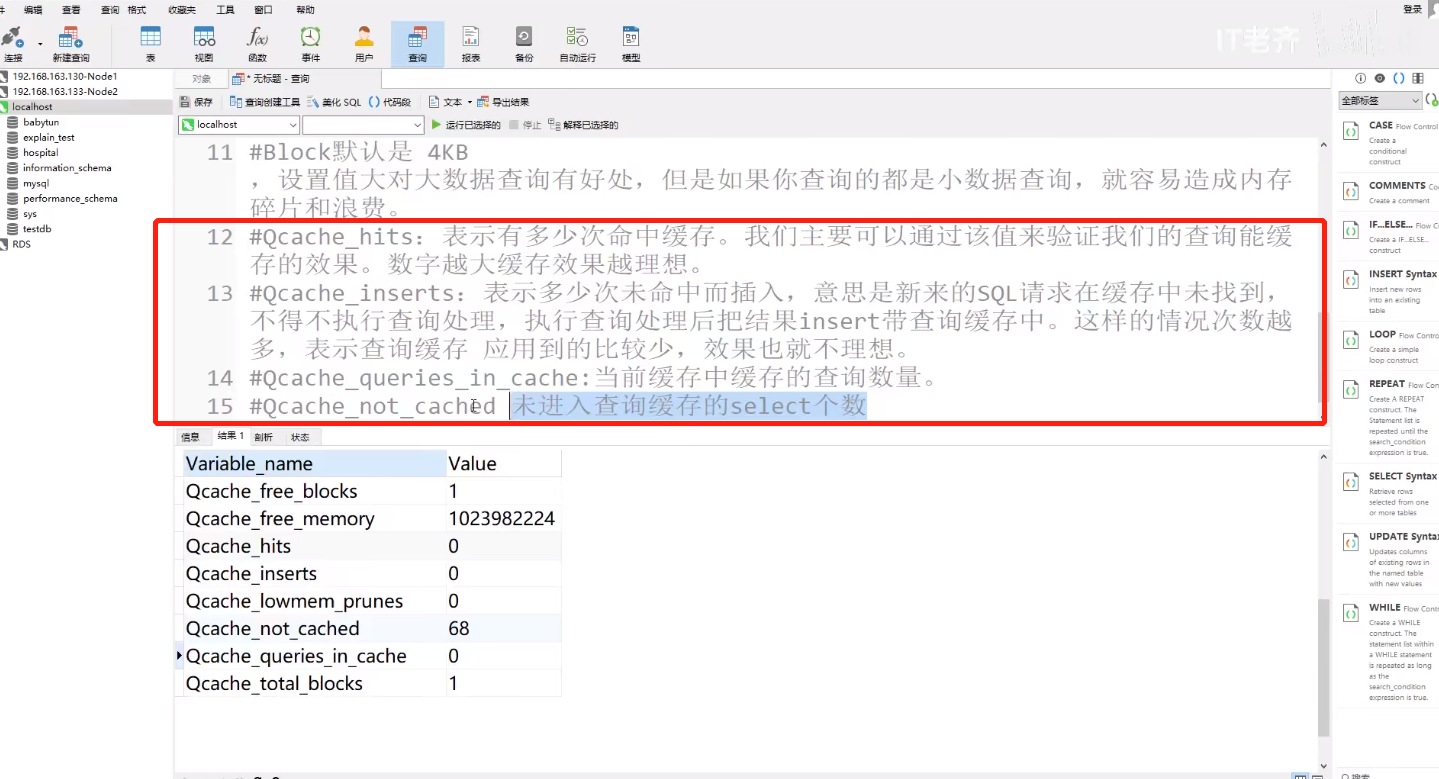 编辑 查看 查询 格式 收藏夹 工具 窗口 帮助 登录
连接 新建查询 表 视图 函数 事件 用户 查询 报表 备份 自动运行 模型
IT老齐
192.168.163.130-Node1
192.168.163.133-Node2
localhost
babytun
explain_test
hospital
information_schema
mysql
performance_schema
sys
testdb
RDS
对象 * 无标题 - 查询
保存 查询创建工具 美化 SQL () 代码段 文本 导出结果
localhost 运行已选择的 停止 解释已选择的
11 #Block默认是 4KB
，设置值大对大数据查询有好处，但是如果你查询的都是小数据查询，就容易造成内存
碎片和浪费。
12 #Qcache_hits：表示有多少次命中缓存。我们主要可以通过该值来验证我们的查询能缓
存的效果。数字越大缓存效果越理想。
13 #Qcache_inserts：表示多少次未命中而插入，意思是新来的SQL请求在缓存中未找到，
不得不执行查询处理，执行查询处理后把结果insert带查询缓存中。这样的情况次数越
多，表示查询缓存 应用到的比较少，效果也就不理想。
14 #Qcache_queries_in_cache:当前缓存中缓存的查询数量。
15 #Qcache_not_cached 未进入查询缓存的select个数
信息 结果 1 剖析 状态
Variable_name Value
Qcache_free_blocks 1
Qcache_free_memory 1023982224
Qcache_hits 0
Qcache_inserts 0
Qcache_lowmem_prunes 0
Qcache_not_cached 68
Qcache_queries_in_cache 0
Qcache_total_blocks 1
全部标签
CASE Flow Control
Create a
conditional
construct
COMMENTS Co
Create a comment
IF...ELSE... Flow C
Create a IF...ELSE...
construct
INSERT Syntax
Insert new rows
into an existing
table
LOOP Flow Contro
Create a simple
loop construct
REPEAT Flow Con
Create A REPEAT
construct. The
Statement list is
repeated until the
search_condition
expression is true.
SELECT Syntax
Retrieve rows
selected from one
or more tables
UPDATE Synta
Updates columns
of existing rows in
the named table
with new values
WHILE Flow Contr
Create a WHILE
construct. The
statement list within
a WHILE statement
is repeated as long
as the
search_condition
expression is true.
搜索